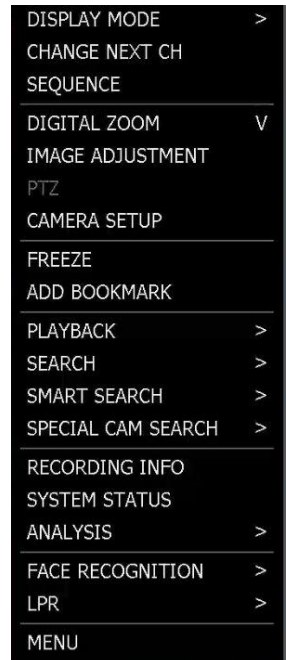 DISPLAY MODE >
CHANGE NEXT CH
SEQUENCE
DIGITAL ZOOM V
IMAGE ADJUSTMENT
PTZ
CAMERA SETUP
FREEZE
ADD BOOKMARK
PLAYBACK >
SEARCH >
SMART SEARCH >
SPECIAL CAM SEARCH >
RECORDING INFO
SYSTEM STATUS
ANALYSIS >
FACE RECOGNITION >
LPR >
MENU